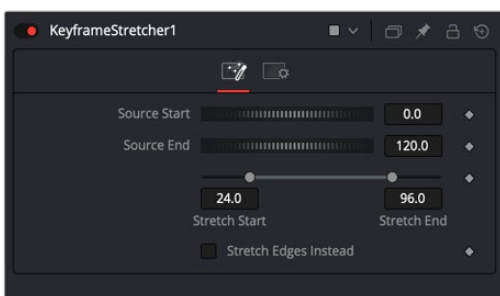 KeyframeStretcher1
Source Start 0.0
Source End 120.0
24.0 96.0
Stretch Start Stretch End
Stretch Edges Instead